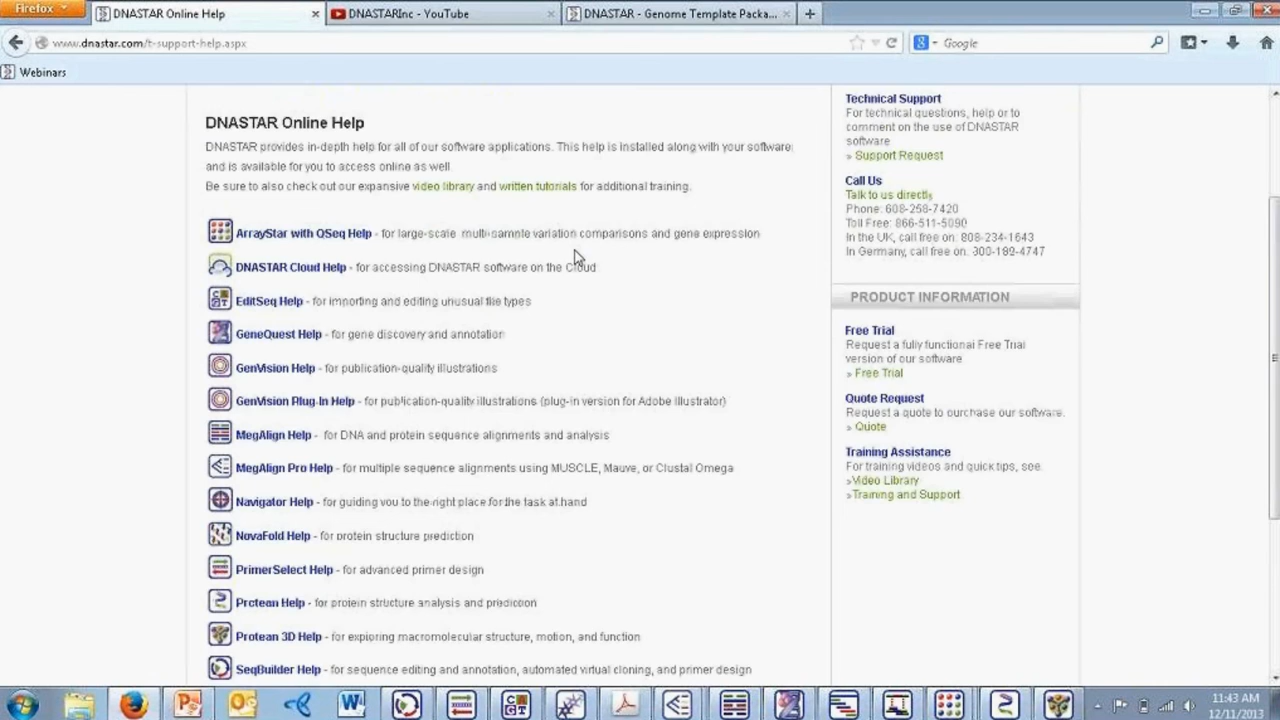 Firefox
DNASTAR Online Help
DNASTARInc - YouTube
DNASTAR - Genome Template Packa...
www.dnastar.com/t-support-help.aspx
Google
Webinars
DNASTAR Online Help
DNASTAR provides in-depth help for all of our software applications. This help is installed along with your software
and is available for you to access online as well.
Be sure to also check out our expansive video library and written tutorials for additional training.
ArrayStar with QSeq Help - for large-scale multi-sample variation comparisons and gene expression
DNASTAR Cloud Help - for accessing DNASTAR software on the Cloud
EditSeq Help - for importing and editing unusual file types
GeneQuest Help - for gene discovery and annotation
GenVision Help - for publication-quality illustrations
GenVision Plug-In Help - for publication-quality illustrations (plug-in version for Adobe Illustrator)
MegAlign Help - for DNA and protein sequence alignments and analysis
MegAlign Pro Help - for multiple sequence alignments using MUSCLE, Mauve, or Clustal Omega
Navigator Help - for guiding you to the right place for the task at hand
NovaFold Help - for protein structure prediction
PrimerSelect Help - for advanced primer design
Protean Help - for protein structure analysis and prediction
Protean 3D Help - for exploring macromolecular structure, motion, and function
SeqBuilder Help - for sequence editing and annotation, automated virtual cloning, and primer design
Technical Support
For technical questions, help or to
comment on the use of DNASTAR
software
» Support Request
Call Us
Talk to us directly
Phone: 608-258-7420
Toll Free: 866-511-5090
In the UK, call free on: 808-234-1643
In Germany, call free on:
PRODUCT INFORMATION
Free Trial
Request a fully functional Free Trial
version of our software
» Free Trial
Quote Request
Request a quote to purchase our software.
» Quote
Training Assistance
For training videos and quick tips, see
»Video Library
»Training and Support
11:43 AM
12/11/2013